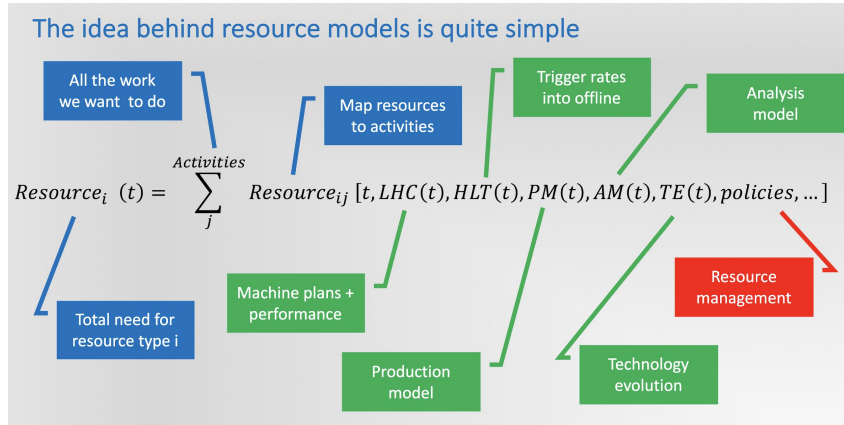 The idea behind resource models is quite simple
All the work
we want to do
Map resources
to activities
Trigger rates
into offline
Analysis
model
Activities
Resource_i (t) = ∑ Resource_ij [t, LHC(t), HLT(t), PM(t), AM(t), TE(t), policies, … ]
j
Machine plans +
performance
Resource
management
Total need for
resource type i
Production
model
Technology
evolution